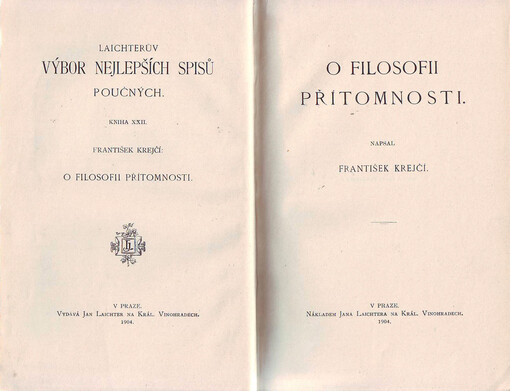 LAICHTERŮV
VÝBOR NEJLEPŠÍCH SPISŮ
POUČNÝCH.
KNIHA XXII.
FRANTIŠEK KREJČÍ:
O FILOSOFII PŘÍTOMNOSTI.
JL
V PRAZE.
VYDÁVÁ JAN LAICHTER NA KRÁL. VINOHRADECH.
1904.
O FILOSOFII
PŘÍTOMNOSTI.
NAPSAL
FRANTIŠEK KREJČÍ.
V PRAZE.
NÁKLADEM JANA LAICHTERA NA KRÁL. VINOHRADECH.
1904.